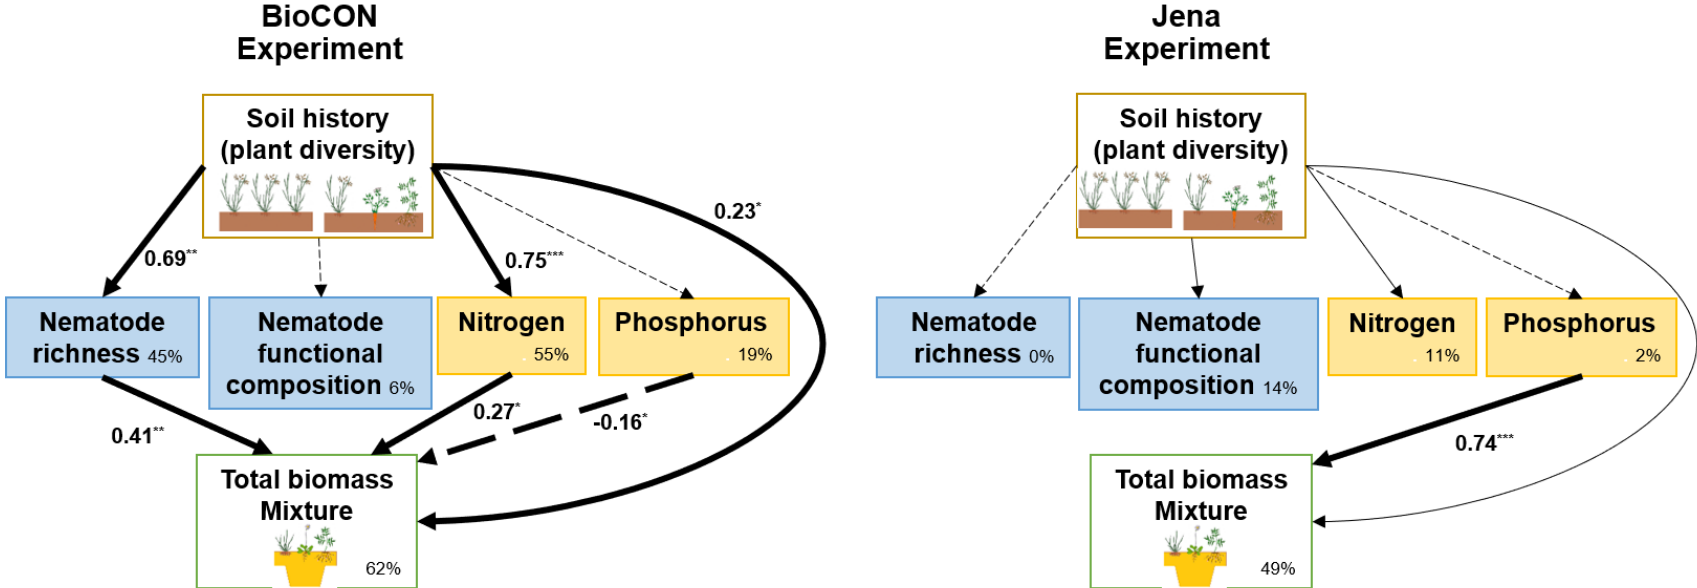 BioCON
Experiment
Soil history
(plant diversity)
0.69**
0.75***
0.23*
Nematode
richness 45%
Nematode
functional
composition 6%
Nitrogen
55%
Phosphorus
19%
0.41**
0.27*
-0.16*
Total biomass
Mixture
62%
Jena
Experiment
Soil history
(plant diversity)
Nematode
richness 0%
Nematode
functional
composition 14%
Nitrogen
11%
Phosphorus
2%
0.74***
Total biomass
Mixture
49%